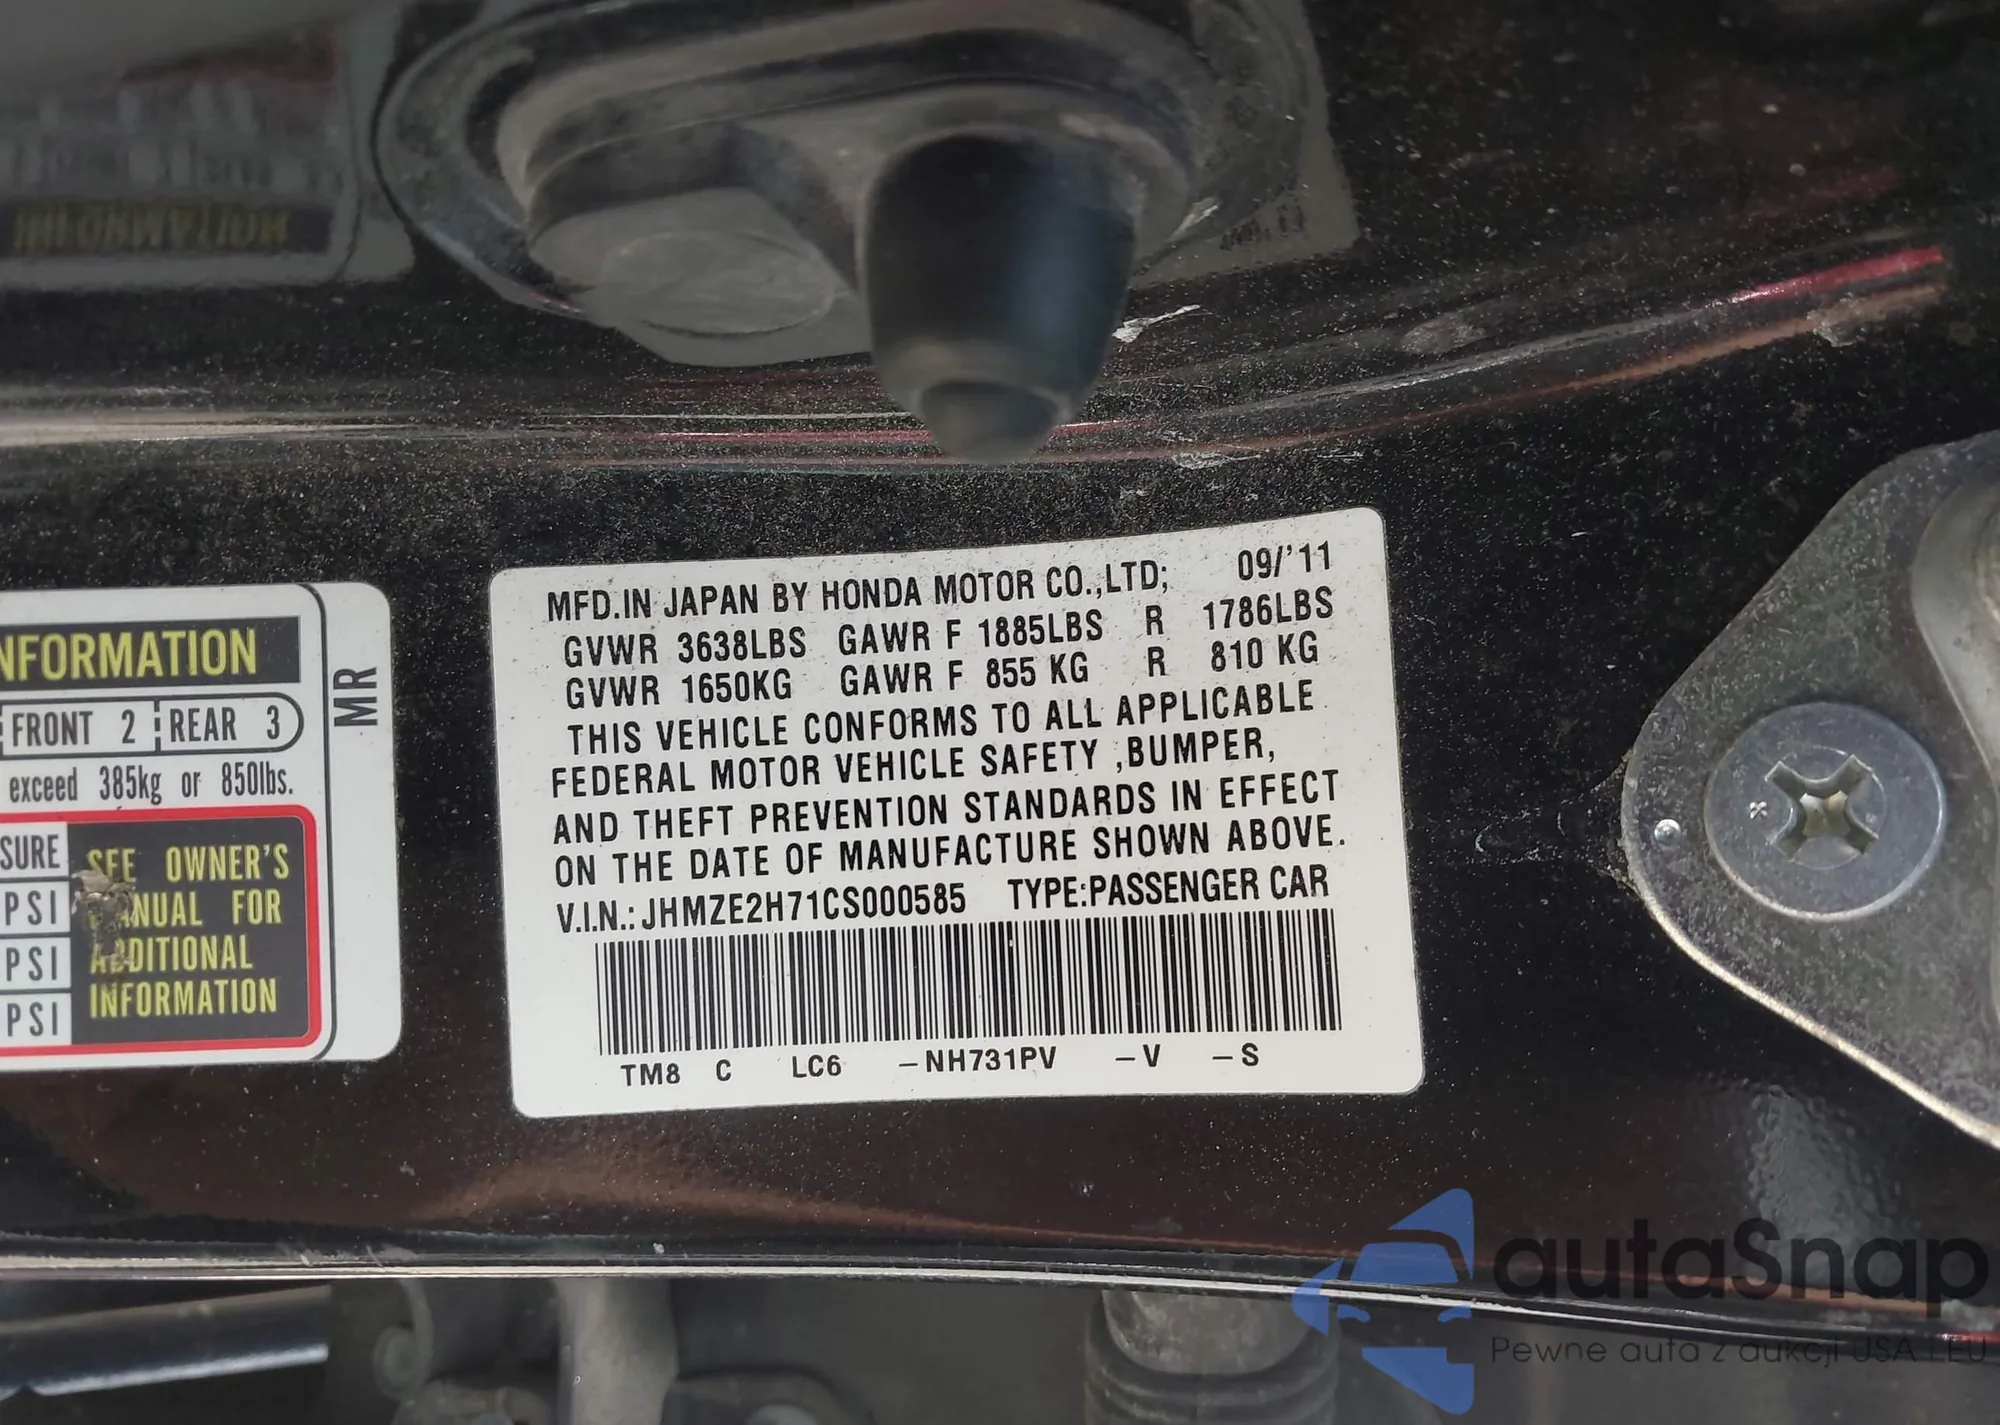 NFORMATION
FRONT 2 REAR 3
exceed 385kg or 850lbs.
SURE
PSI
PSI
PSI
SEE OWNER'S
MANUAL FOR
ADDITIONAL
INFORMATION
MR
MFD.IN JAPAN BY HONDA MOTOR CO.,LTD; 09/'11
GVWR 3638LBS GAWR F 1885LBS R 1786LBS
GVWR 1650KG GAWR F 855 KG R 810 KG
THIS VEHICLE CONFORMS TO ALL APPLICABLE
FEDERAL MOTOR VEHICLE SAFETY ,BUMPER,
AND THEFT PREVENTION STANDARDS IN EFFECT
ON THE DATE OF MANUFACTURE SHOWN ABOVE.
V.I.N.: JHMZE2H71CS000585 TYPE:PASSENGER CAR
TM8 C LC6 –NH731PV –V –S
autaSnap
Pewne auta z aukcji USA i EU